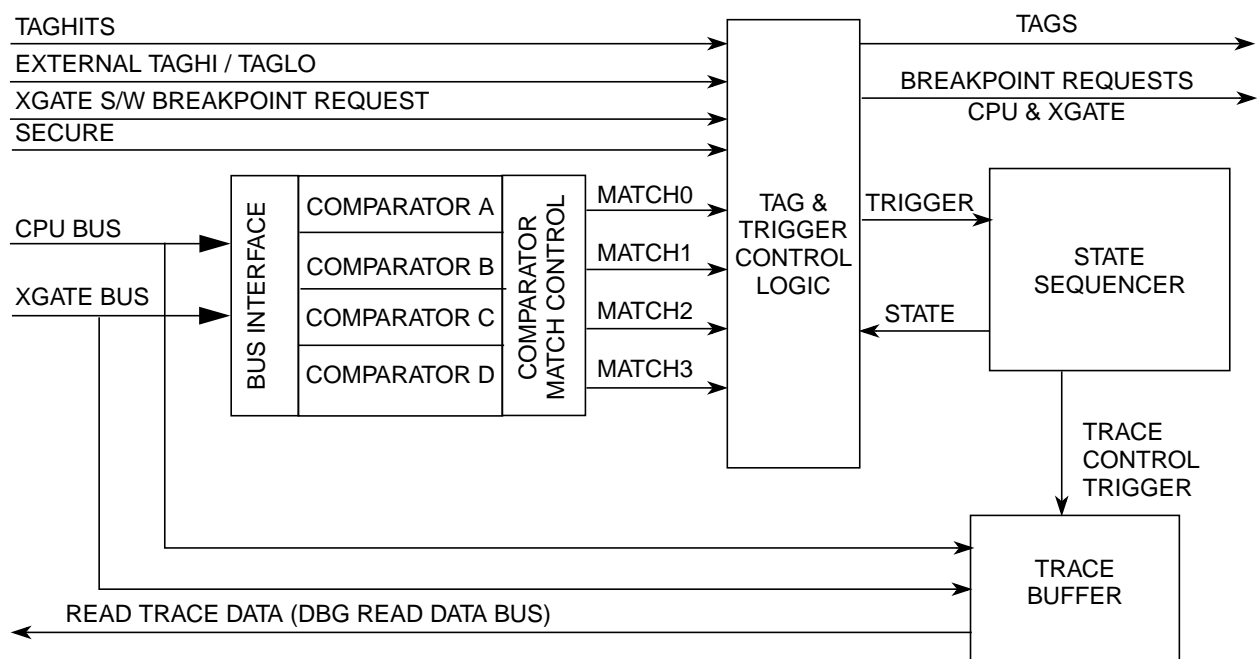 TAGHITS
TAGS
EXTERNAL TAGHI / TAGLO
BREAKPOINT REQUESTS
CPU & XGATE
XGATE S/W BREAKPOINT REQUEST
SECURE
CPU BUS
XGATE BUS
BUS INTERFACE
COMPARATOR A
COMPARATOR B
COMPARATOR C
COMPARATOR D
COMPARATOR
MATCH CONTROL
MATCH0
MATCH1
MATCH2
MATCH3
TAG &
TRIGGER
CONTROL
LOGIC
TRIGGER
STATE
STATE
SEQUENCER
TRACE
CONTROL
TRIGGER
TRACE
BUFFER
READ TRACE DATA (DBG READ DATA BUS)